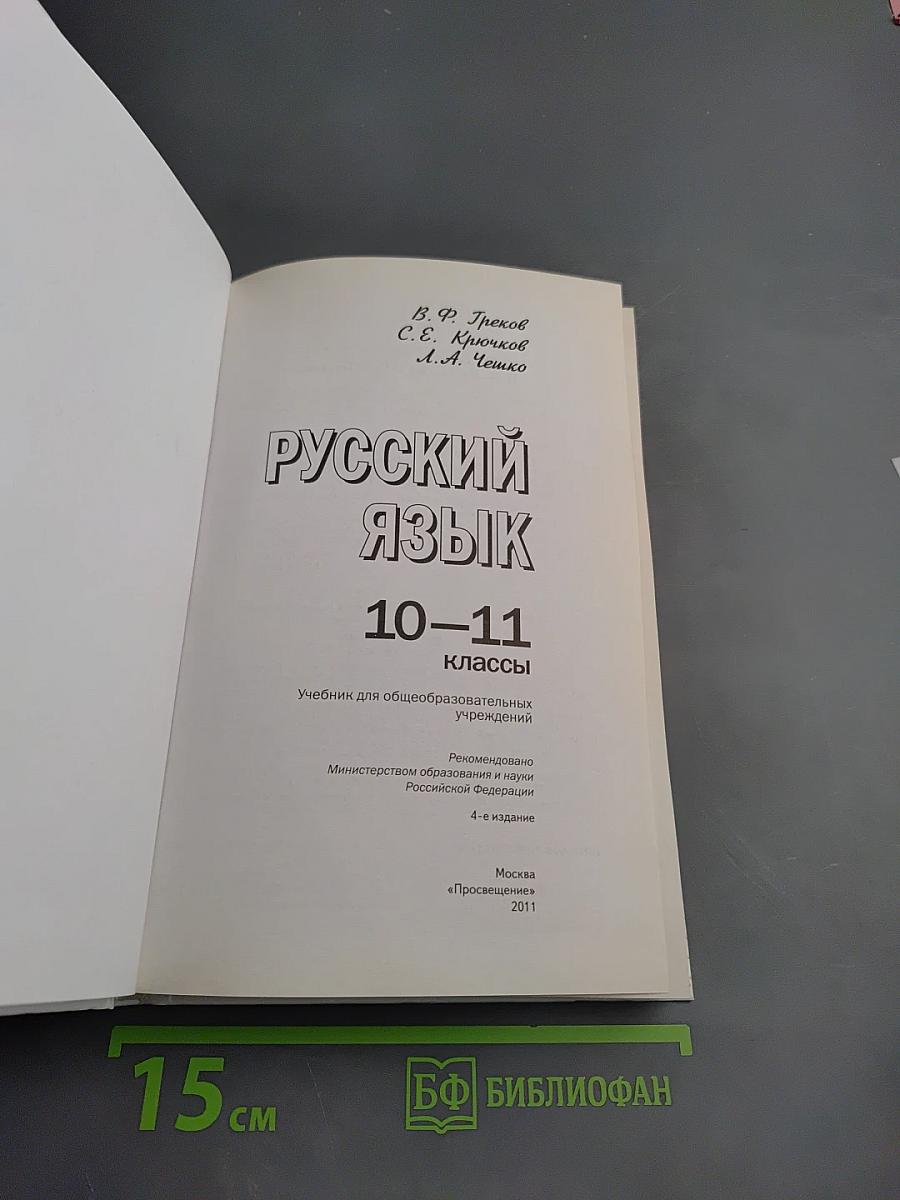 В. Ф. Греков
С. Е. Крючков
Л. А. Чешко
РУССКИЙ
ЯЗЫК
10—11
классы
Учебник для общеобразовательных
учреждений
Рекомендовано
Министерством образования и науки
Российской Федерации
4-е издание
Москва
«Просвещение»
2011
15 см
БФ БИБЛИОФАН